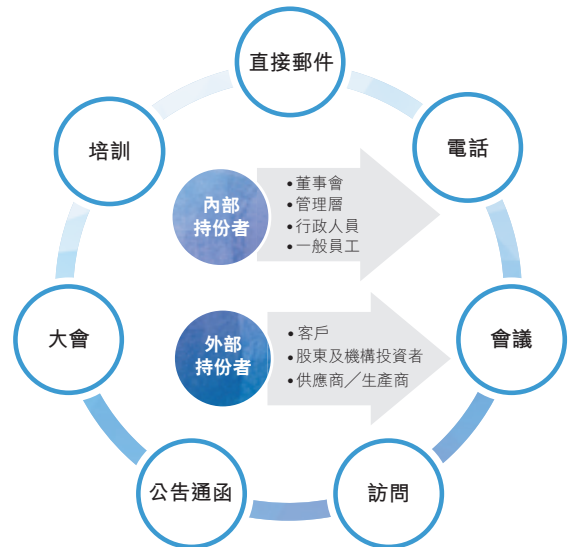 直接郵件
電話
培訓
內部
持份者
•董事會
•管理層
•行政人員
•一般員工
大會
外部
持份者
•客戶
•股東及機構投資者
•供應商／生產商
會議
公告通函
訪問